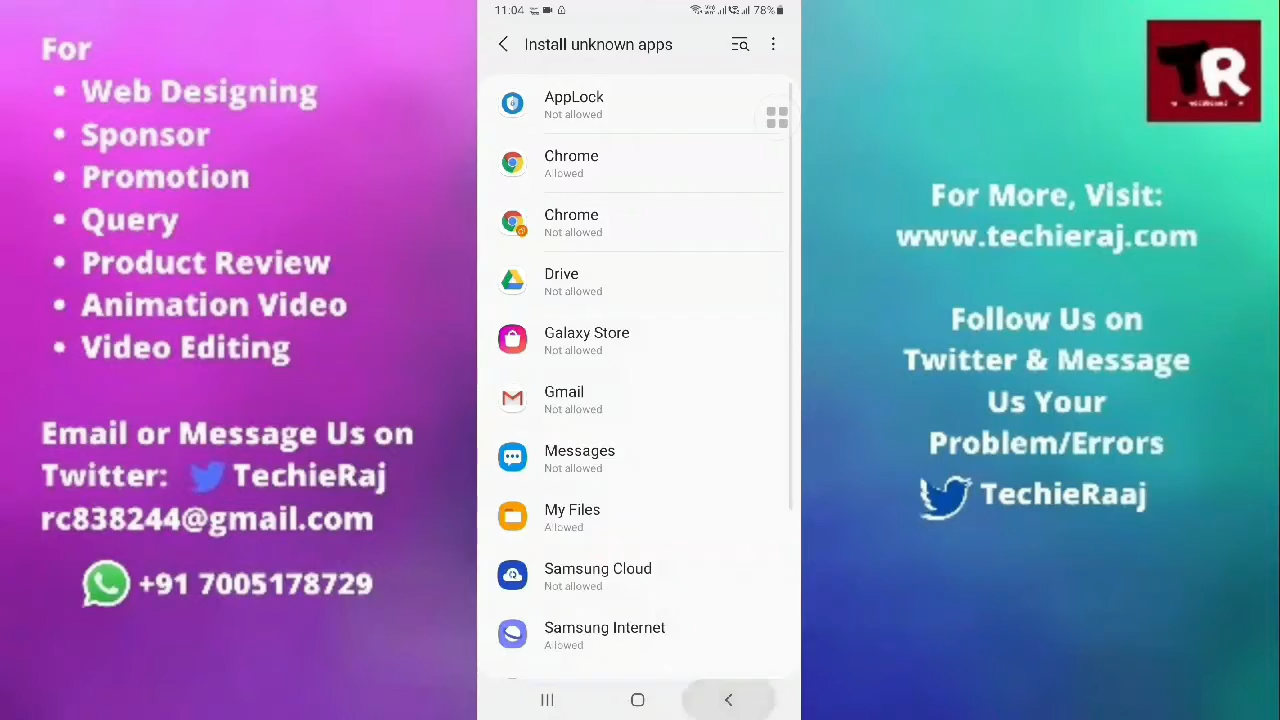 For
• Web Designing
• Sponsor
• Promotion
• Query
• Product Review
• Animation Video
• Video Editing
Email or Message Us on
Twitter: TechieRaj
rc838244@gmail.com
+91 7005178729
11:04
78%
Install unknown apps
AppLock
Not allowed
Chrome
Allowed
Chrome
Not allowed
Drive
Not allowed
Galaxy Store
Not allowed
Gmail
Not allowed
Messages
Not allowed
My Files
Allowed
Samsung Cloud
Not allowed
Samsung Internet
Allowed
TR
For More, Visit:
www.techieraj.com
Follow Us on
Twitter & Message
Us Your
Problem/Errors
TechieRaaj